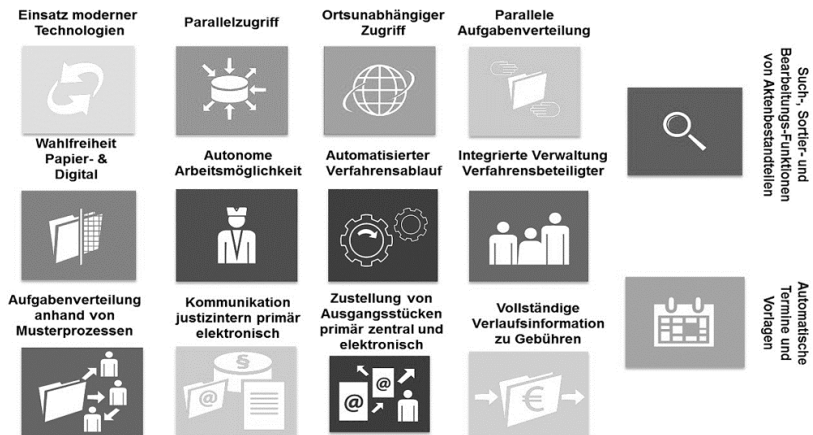 Einsatz moderner
Technologien
Parallelzugriff
Ortsunabhängiger
Zugriff
Parallele
Aufgabenverteilung
Such-, Sortier- und
Bearbeitungs-Funktionen
von Aktenbestandteilen
Wahlfreiheit
Papier- &
Digital
Autonome
Arbeitsmöglichkeit
Automatisierter
Verfahrensablauf
Integrierte Verwaltung
Verfahrensbeteiligter
Aufgabenverteilung
anhand von
Musterprozessen
Kommunikation
justizintern primär
elektronisch
Zustellung von
Ausgangsstücken
primär zentral und
elektronisch
Vollständige
Verlaufsinformation
zu Gebühren
Automatische
Termine und
Vorlagen
§
@
@
@
€